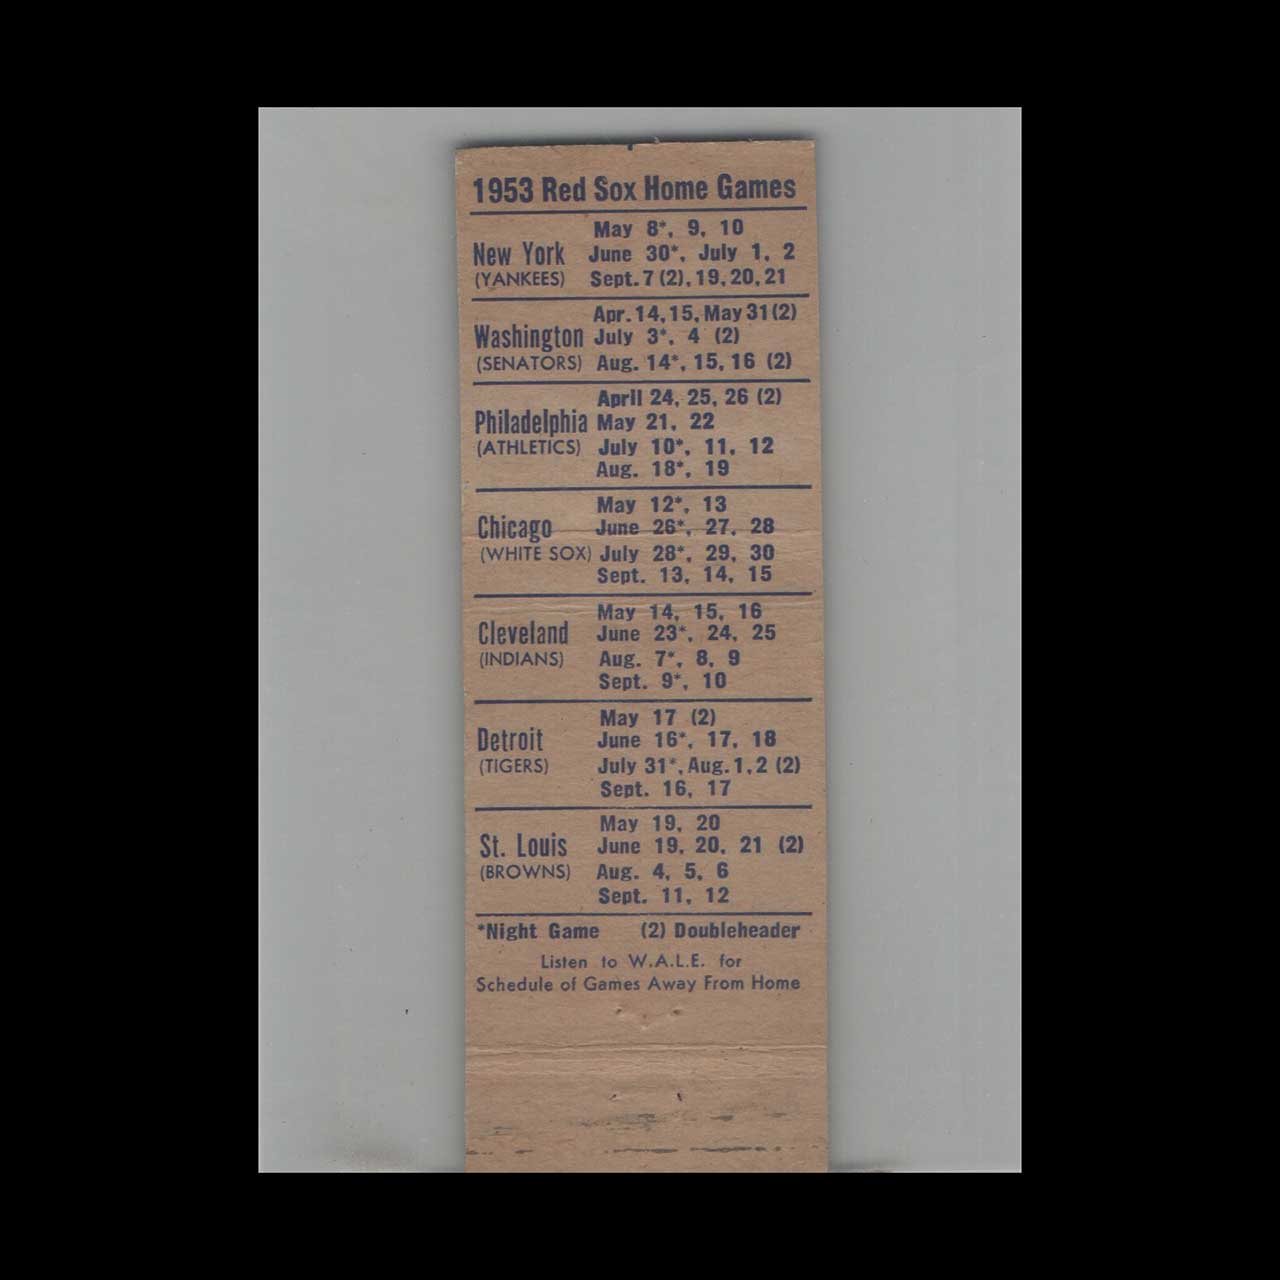 1953 Red Sox Home Games
New York
(YANKEES)
May 8*, 9, 10
June 30*, July 1, 2
Sept. 7 (2), 19, 20, 21
Washington
(SENATORS)
Apr. 14, 15, May 31 (2)
July 3*, 4 (2)
Aug. 14*, 15, 16 (2)
Philadelphia
(ATHLETICS)
April 24, 25, 26 (2)
May 21, 22
July 10*, 11, 12
Aug. 18*, 19
Chicago
(WHITE SOX)
May 12*, 13
June 26*, 27, 28
July 28*, 29, 30
Sept. 13, 14, 15
Cleveland
(INDIANS)
May 14, 15, 16
June 23*, 24, 25
Aug. 7*, 8, 9
Sept. 9*, 10
Detroit
(TIGERS)
May 17 (2)
June 16*, 17, 18
July 31*, Aug. 1, 2 (2)
Sept. 16, 17
St. Louis
(BROWNS)
May 19, 20
June 19, 20, 21 (2)
Aug. 4, 5, 6
Sept. 11, 12
*Night Game (2) Doubleheader
Listen to W.A.L.E. for
Schedule of Games Away From Home